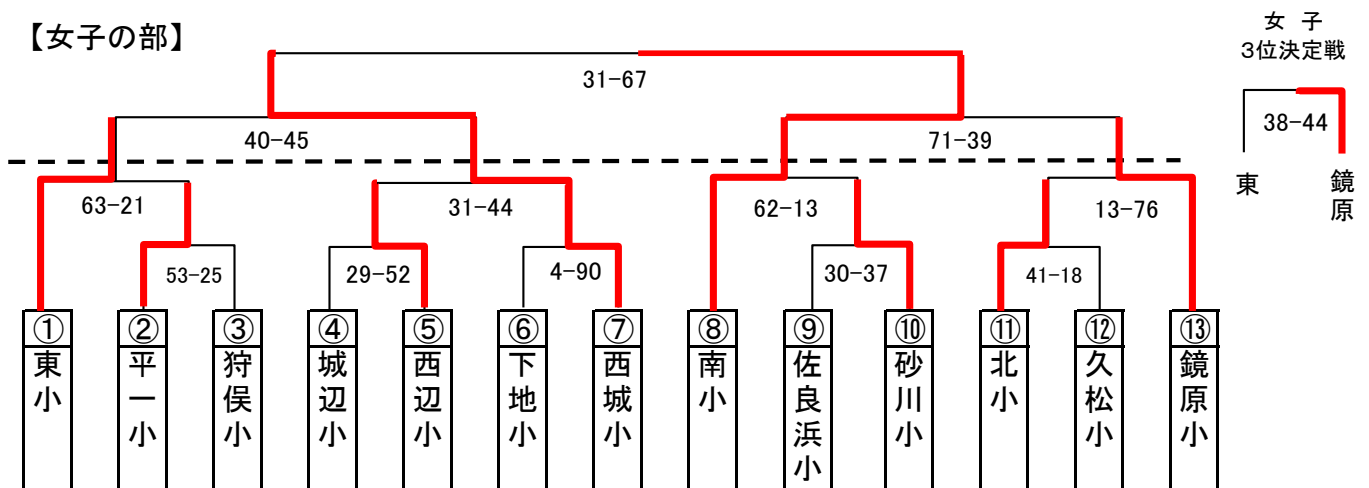 【女子の部】
女子
3位決定戦
31-67
38-44
40-45
71-39
東
鏡原
63-21
31-44
62-13
13-76
53-25
29-52
4-90
30-37
41-18
①
②
③
④
⑤
⑥
⑦
⑧
⑨
⑩
⑪
⑫
⑬
東小
平一小
狩俣小
城辺小
西辺小
下地小
西城小
南小
佐良浜小
砂川小
北小
久松小
鏡原小